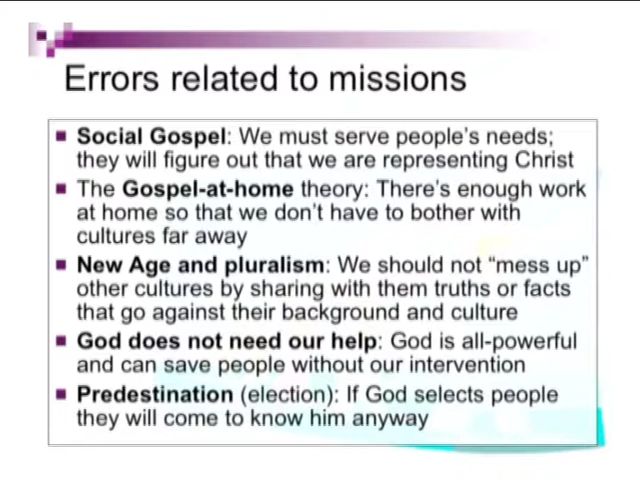 Errors related to missions
Social Gospel: We must serve people's needs;
they will figure out that we are representing Christ
The Gospel-at-home theory: There's enough work
at home so that we don't have to bother with
cultures far away
New Age and pluralism: We should not “mess up”
other cultures by sharing with them truths or facts
that go against their background and culture
God does not need our help: God is all-powerful
and can save people without our intervention
Predestination (election): If God selects people
they will come to know him anyway